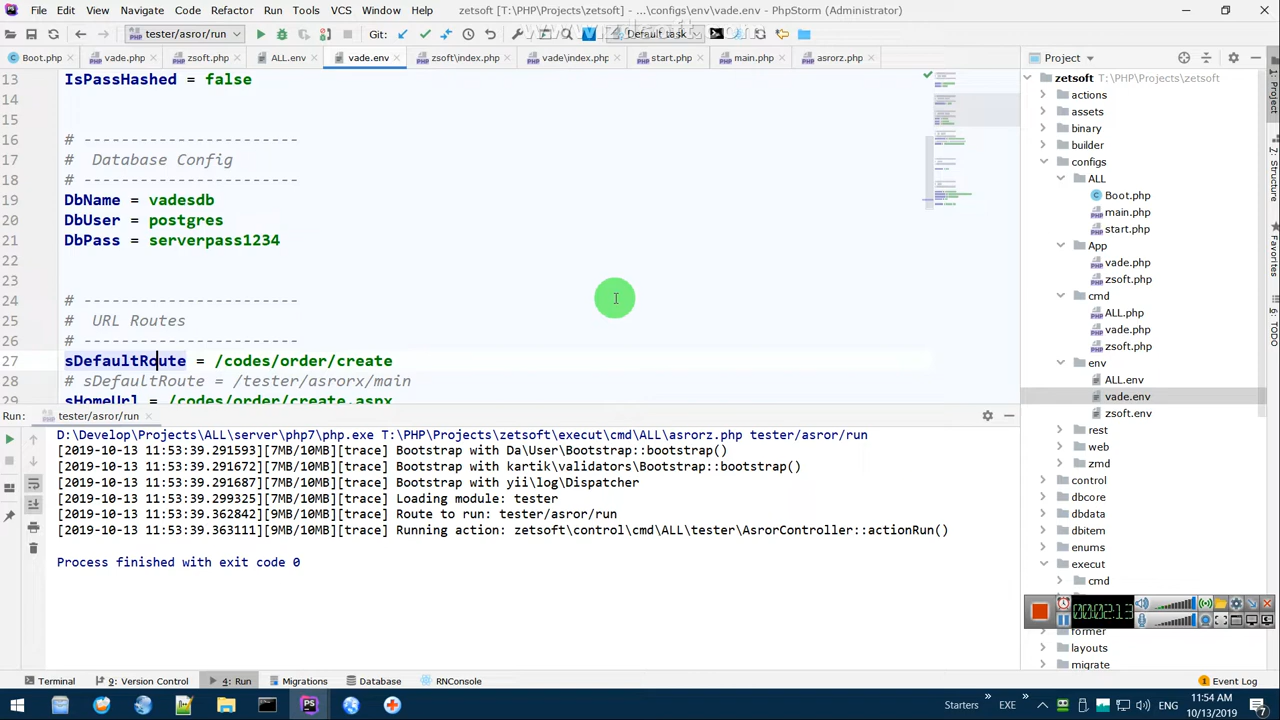 File Edit View Navigate Code Refactor Run Tools VCS Window Help zetsoft [T:\PHP\Projects\zetsoft] - ...\configs\env\vade.env - PhpStorm (Administrator)
tester/asror/run Git: Default task
Boot.php vade.php zsoft.php ALL.env vade.env zsoft\index.php vade\index.php start.php main.php asrorz.php
Project
13 IsPassHashed = false
14
15
16 # -----------------------
17 # Database Config
18 # -----------------------
19 DbName = vadesdb
20 DbUser = postgres
21 DbPass = serverpass1234
22
23
24 # -----------------------
25 # URL Routes
26 # -----------------------
27 sDefaultRoute = /codes/order/create
28 # sDefaultRoute = /tester/asrorx/main
29 sHomeUrl = /codes/order/create.aspx
zetsoft T:\PHP\Projects\zetsoft
actions
assets
binary
builder
configs
ALL
Boot.php
main.php
start.php
App
vade.php
zsoft.php
cmd
ALL.php
vade.php
zsoft.php
env
ALL.env
vade.env
zsoft.env
rest
web
zmd
control
dbcore
dbdata
dbitem
enums
execut
cmd
former
layouts
migrate
1: Project
Favorites
00:02:13
Run: tester/asror/run
D:\Develop\Projects\ALL\server\php7\php.exe T:\PHP\Projects\zetsoft\execut\cmd\ALL\asrorz.php tester/asror/run
[2019-10-13 11:53:39.291593][7MB/10MB][trace] Bootstrap with Da\User\Bootstrap::bootstrap()
[2019-10-13 11:53:39.291672][7MB/10MB][trace] Bootstrap with kartik\validators\Bootstrap::bootstrap()
[2019-10-13 11:53:39.291687][7MB/10MB][trace] Bootstrap with yii\log\Dispatcher
[2019-10-13 11:53:39.299325][7MB/10MB][trace] Loading module: tester
[2019-10-13 11:53:39.362842][9MB/10MB][trace] Route to run: tester/asror/run
[2019-10-13 11:53:39.363111][9MB/10MB][trace] Running action: zetsoft\control\cmd\ALL\tester\AsrorController::actionRun()
Process finished with exit code 0
Terminal 9: Version Control 4: Run Migrations Database RNConsole 1 Event Log
Starters EXE ENG 11:54 AM
10/13/2019 7